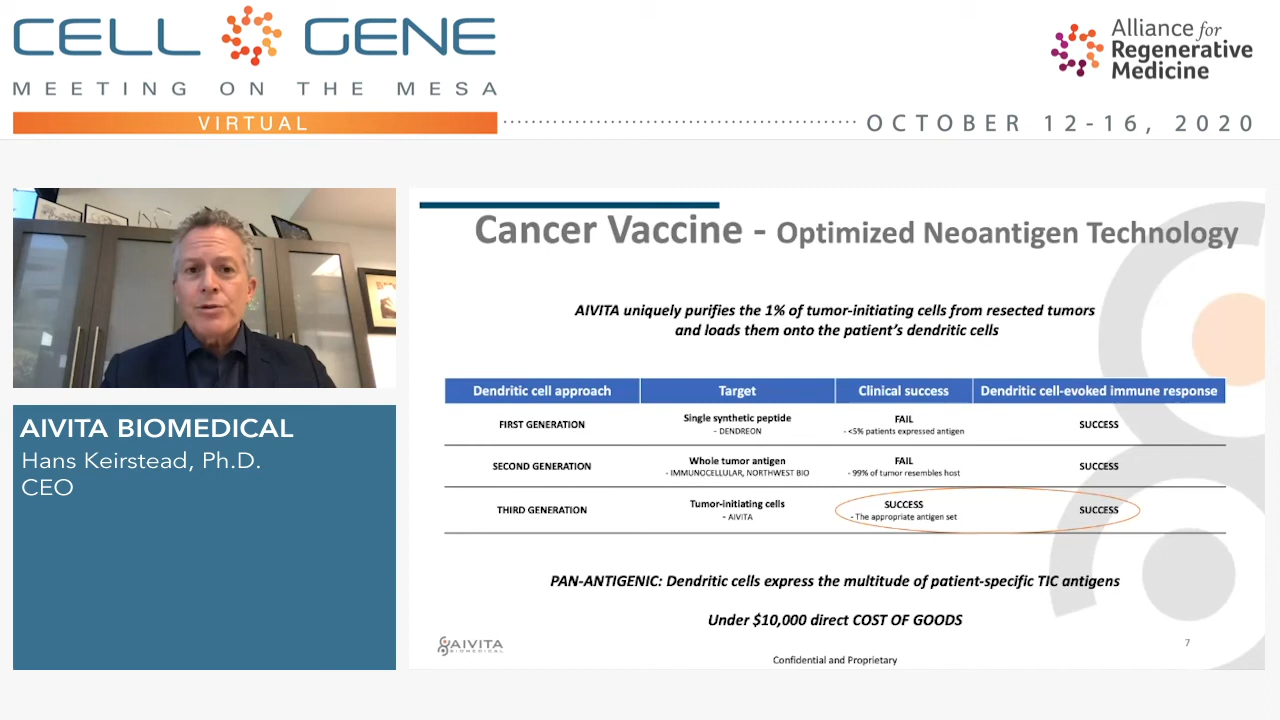 CELL GENE
MEETING ON THE MESA
VIRTUAL
Alliance for
Regenerative
Medicine
OCTOBER 12-16, 2020
AIVITA BIOMEDICAL
Hans Keirstead, Ph.D.
CEO
Cancer Vaccine - Optimized Neoantigen Technology
AIVITA uniquely purifies the 1% of tumor-initiating cells from resected tumors
and loads them onto the patient's dendritic cells
Dendritic cell approach Target Clinical success Dendritic cell-evoked immune response
FIRST GENERATION Single synthetic peptide FAIL SUCCESS
- DENDREON - <5% patients expressed antigen
SECOND GENERATION Whole tumor antigen FAIL SUCCESS
- IMMUNOCELLULAR, NORTHWEST BIO - 99% of tumor resembles host
THIRD GENERATION Tumor-initiating cells SUCCESS SUCCESS
- AIVITA - The appropriate antigen set
PAN-ANTIGENIC: Dendritic cells express the multitude of patient-specific TIC antigens
Under $10,000 direct COST OF GOODS
AIVITA
BIOMEDICAL
7
Confidential and Proprietary